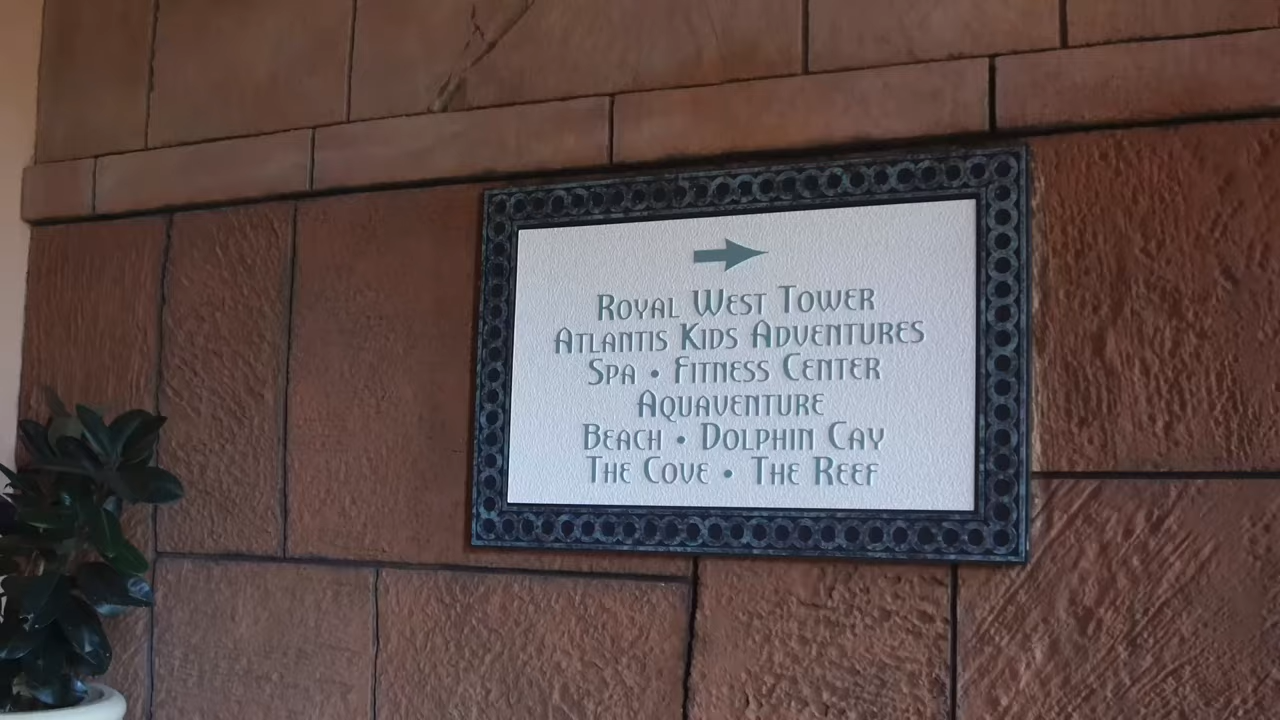 Royal West Tower
Atlantis Kids Adventures
Spa • Fitness Center
Aquaventure
Beach • Dolphin Cay
The Cove • The Reef